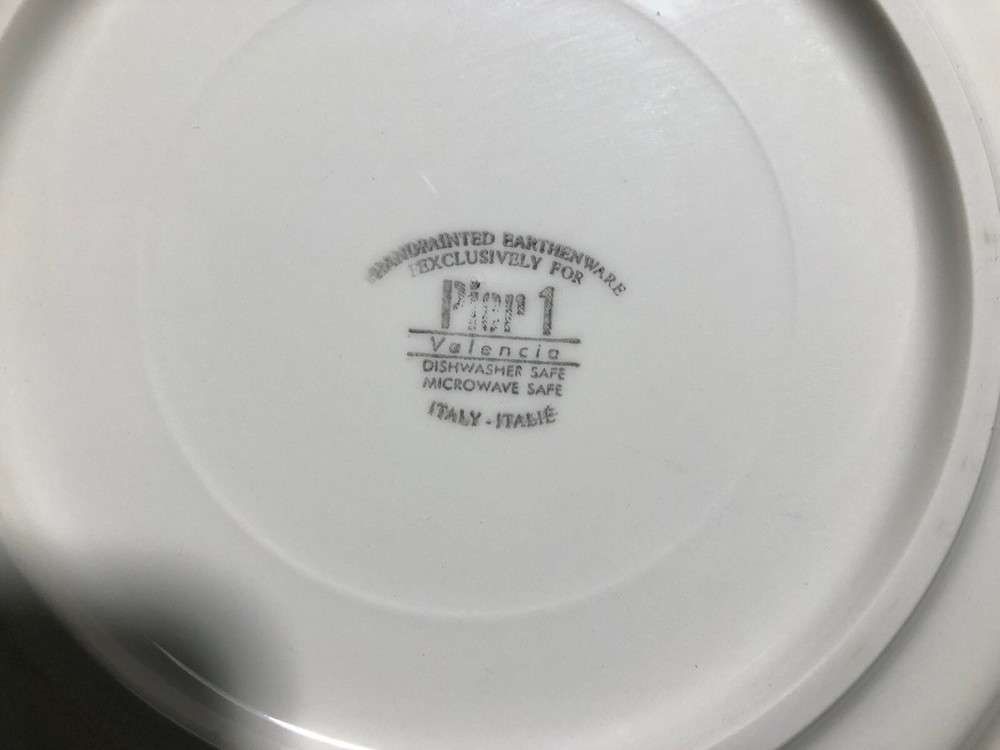 HANDPAINTED EARTHENWARE
EXCLUSIVELY FOR
Pier 1
Valencia
DISHWASHER SAFE
MICROWAVE SAFE
ITALY - ITALIE